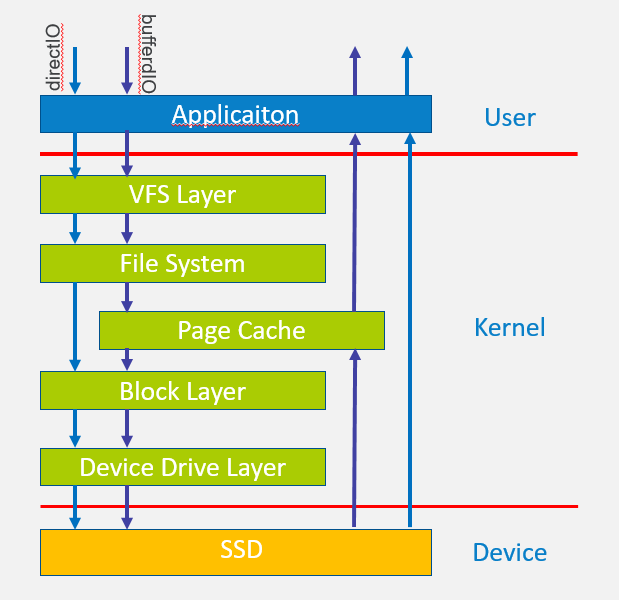 directIO
bufferdIO
Applicaiton
User
VFS Layer
File System
Page Cache
Kernel
Block Layer
Device Drive Layer
SSD
Device